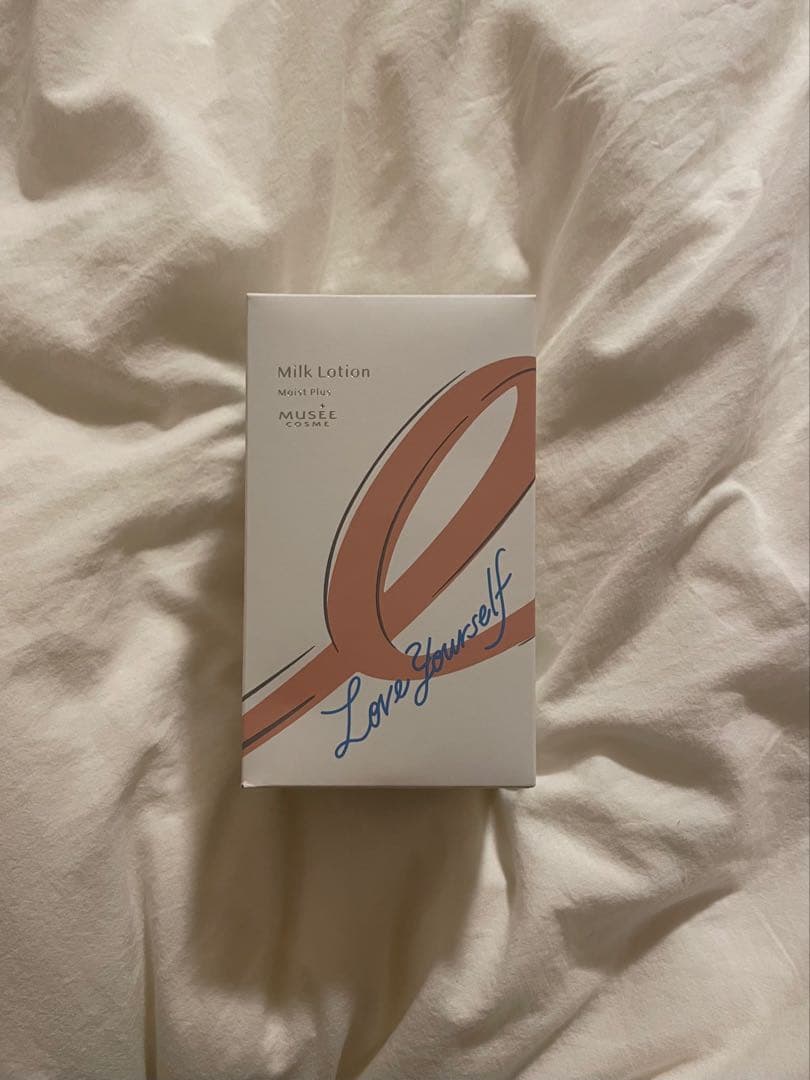 Milk Lotion
Moist Plus
+
MUSEE
COSME
Love Yourself